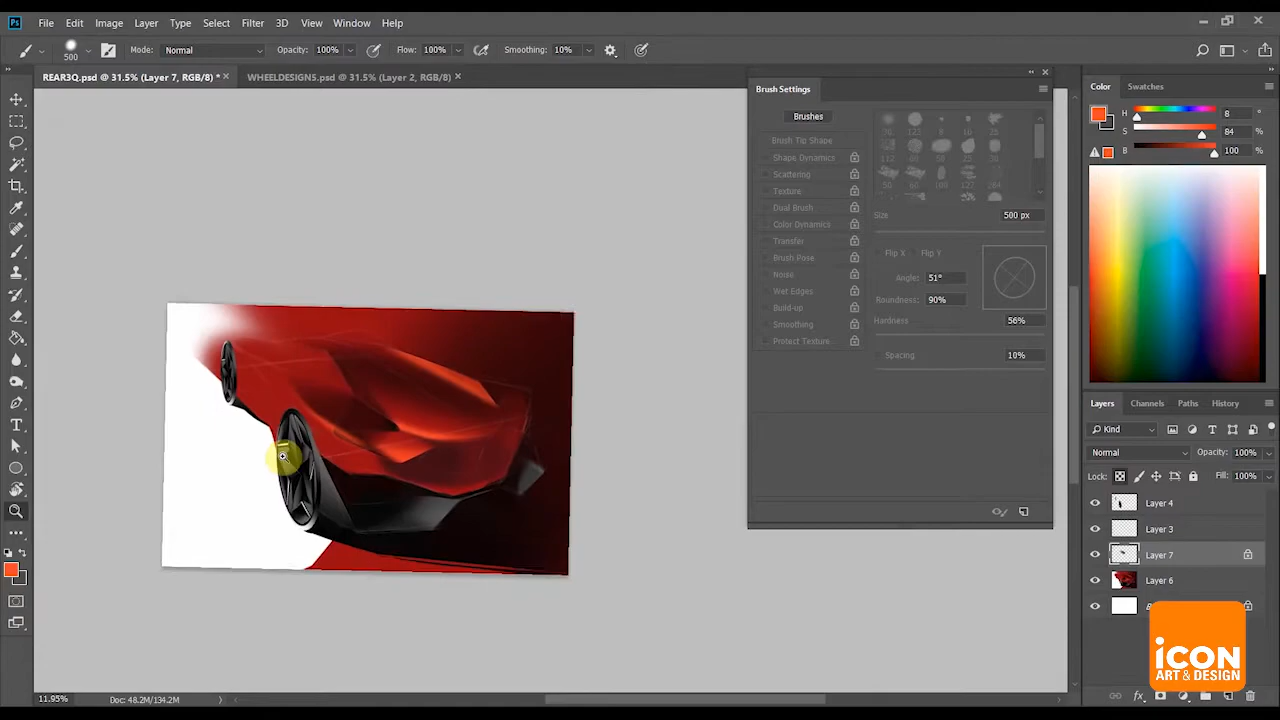 Ps File Edit Image Layer Type Select Filter 3D View Window Help
500 Mode: Normal Opacity: 100% Flow: 100% Smoothing: 10%
REAR3Q.psd @ 31.5% (Layer 7, RGB/8) * × WHEELDESIGNS.psd @ 31.5% (Layer 2, RGB/8) ×
Brush Settings
Brushes
Brush Tip Shape
Shape Dynamics
Scattering
Texture
Dual Brush
Color Dynamics
Transfer
Brush Pose
Noise
Wet Edges
Build-up
Smoothing
Protect Texture
Size 500 px
Flip X Flip Y
Angle: 51°
Roundness: 90%
Hardness 56%
Spacing 10%
Color Swatches
H 8 °
S 84 %
B 100 %
Layers Channels Paths History
Kind
Normal Opacity: 100%
Lock: Fill: 100%
Layer 4
Layer 3
Layer 7
Layer 6
iCON
ART & DESIGN
11.95% Doc: 48.2M/134.2M